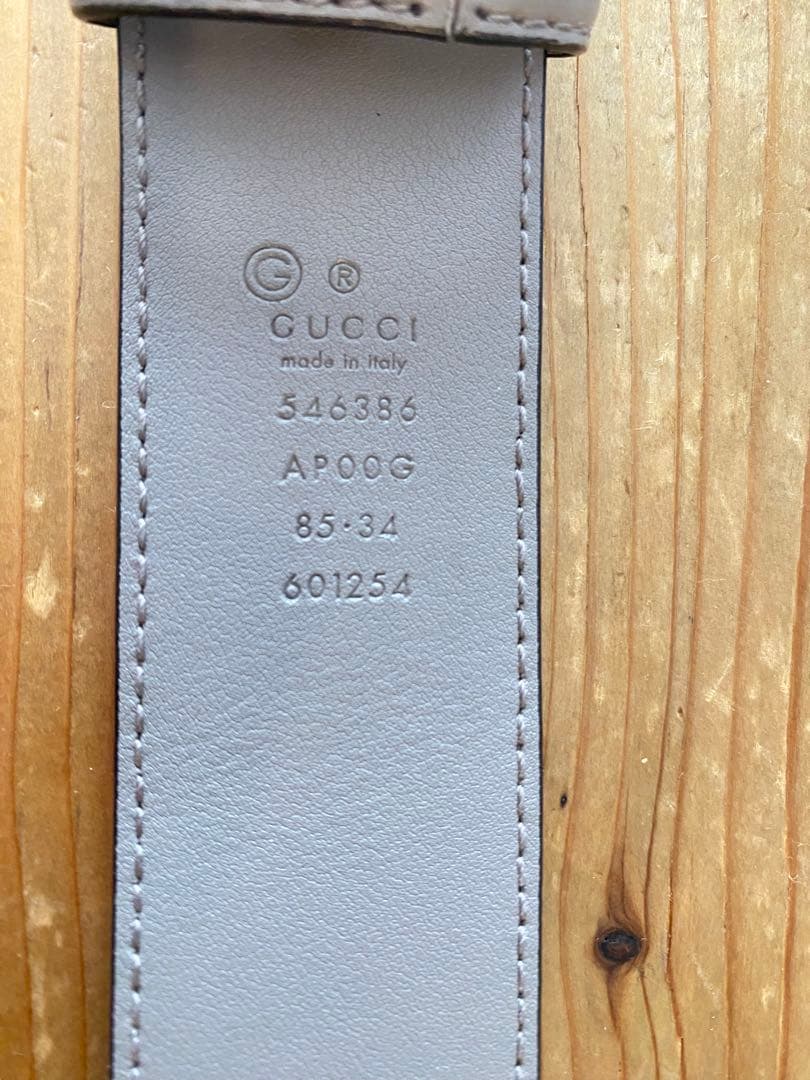 G ®
GUCCI
made in italy
546386
AP00G
85·34
601254